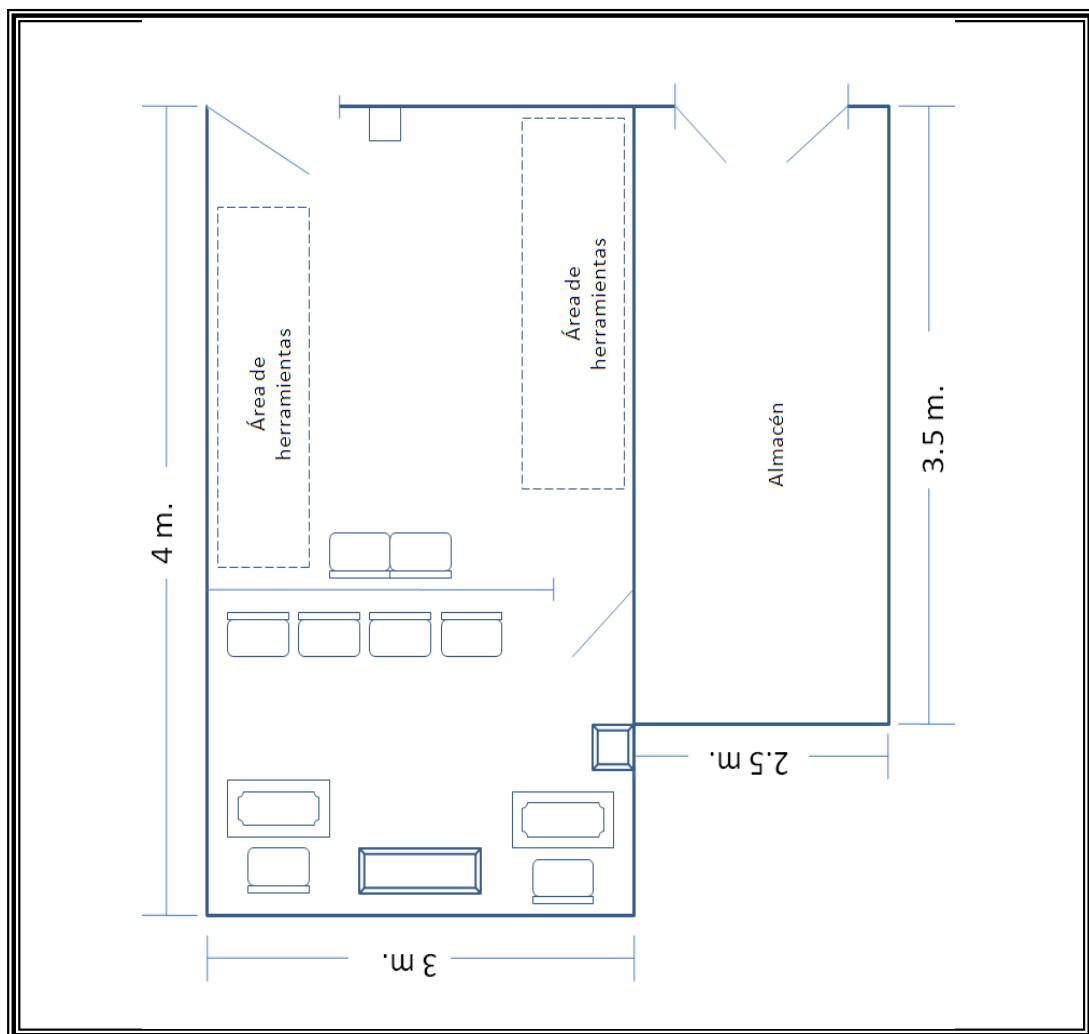 Área de
herramientas
Área de
herramientas
Almacén
4 m.
3.5 m.
2.5 m.
3 m.